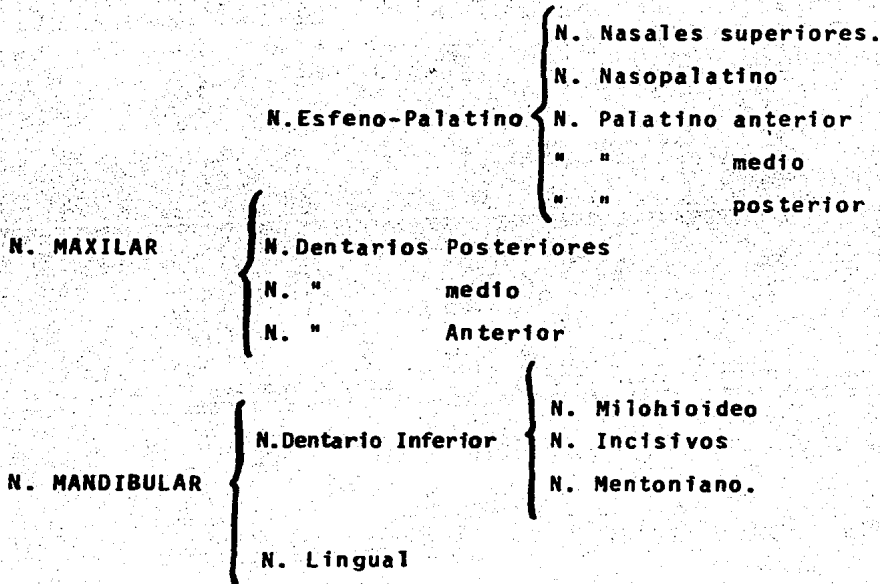 N. Nasales superiores.
N. Nasopalatino
N.Esfeno-Palatino N. Palatino anterior
" " medio
" " posterior
N. MAXILAR N.Dentarios Posteriores
N. " medio
N. " Anterior
N. Milohioideo
N.Dentario Inferior N. Incisivos
N. MANDIBULAR N. Mentoniano.
N. Lingual